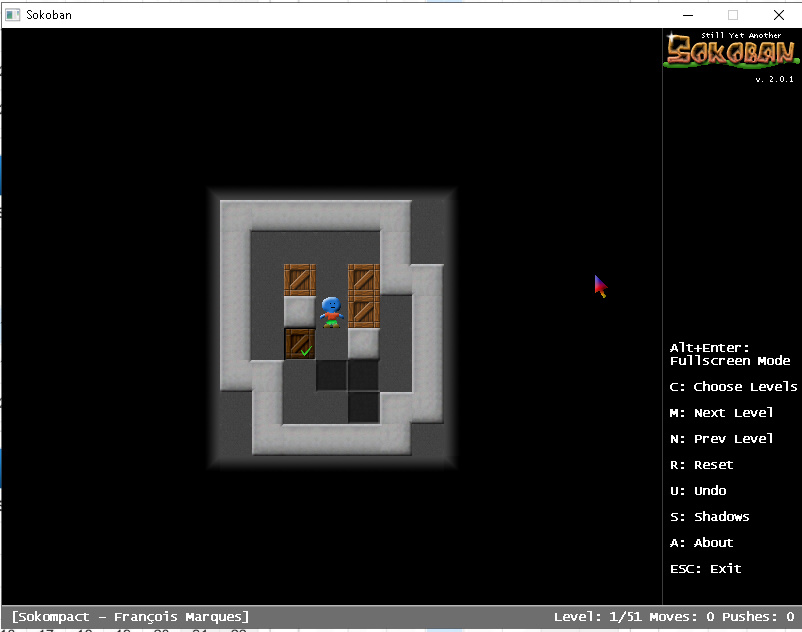 Sokoban
Still Yet Another
SOKOBAN
v. 2.0.1
Alt+Enter:
Fullscreen Mode
C: Choose Levels
M: Next Level
N: Prev Level
R: Reset
U: Undo
S: Shadows
A: About
ESC: Exit
[Sokompact - François Marques] Level: 1/51 Moves: 0 Pushes: 0